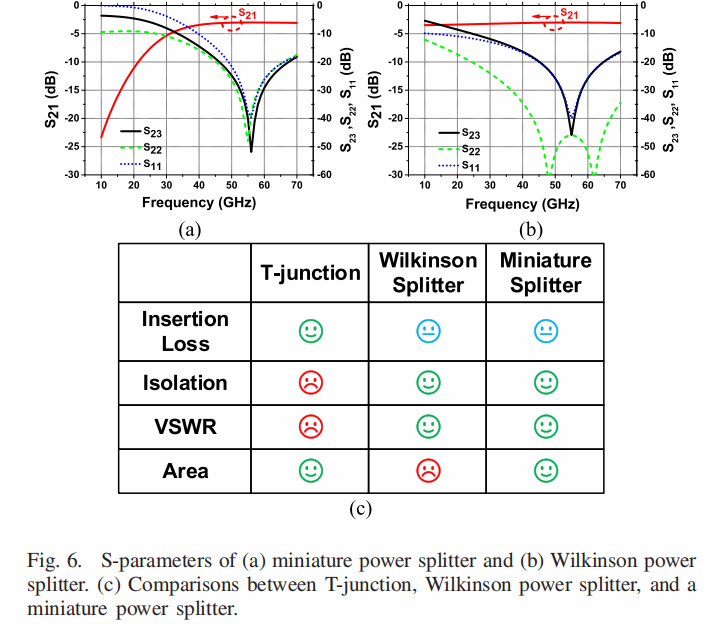 0 0 0 0
-5 -10 -5 -10
-10 -20 -10 -20
-15 -30 -15 -30
-20 -40 -20 -40
-25 -50 -25 -50
-30 -60 -30 -60
S21 (dB)
S21
S23, S22, S11 (dB)
S23
S22
S11
10 20 30 40 50 60 70
Frequency (GHz)
(a)
S21 (dB)
S21
S23, S22, S11 (dB)
S23
S22
S11
10 20 30 40 50 60 70
Frequency (GHz)
(b)
T-junction Wilkinson Splitter Miniature Splitter
Insertion
Loss
Isolation
VSWR
Area
(c)
Fig. 6. S-parameters of (a) miniature power splitter and (b) Wilkinson power
splitter. (c) Comparisons between T-junction, Wilkinson power splitter, and a
miniature power splitter.